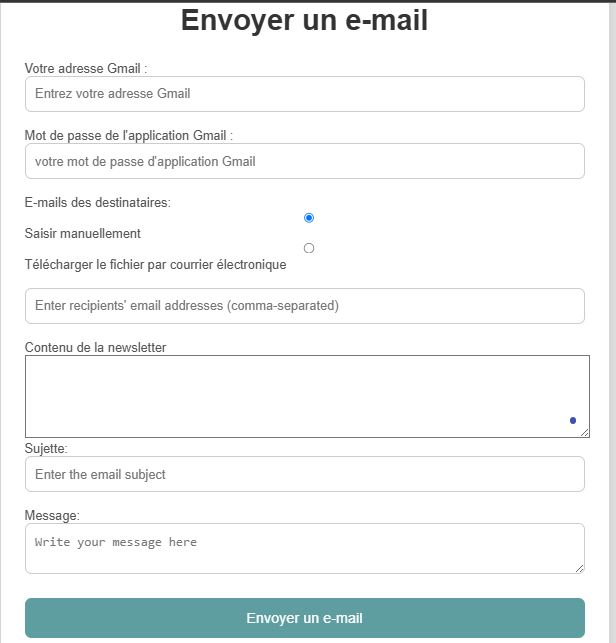 Envoyer un e-mail
Votre adresse Gmail :
Entrez votre adresse Gmail
Mot de passe de l'application Gmail :
votre mot de passe d'application Gmail
E-mails des destinataires:
Saisir manuellement
Télécharger le fichier par courrier électronique
Enter recipients' email addresses (comma-separated)
Contenu de la newsletter
Sujette:
Enter the email subject
Message:
Write your message here
Envoyer un e-mail